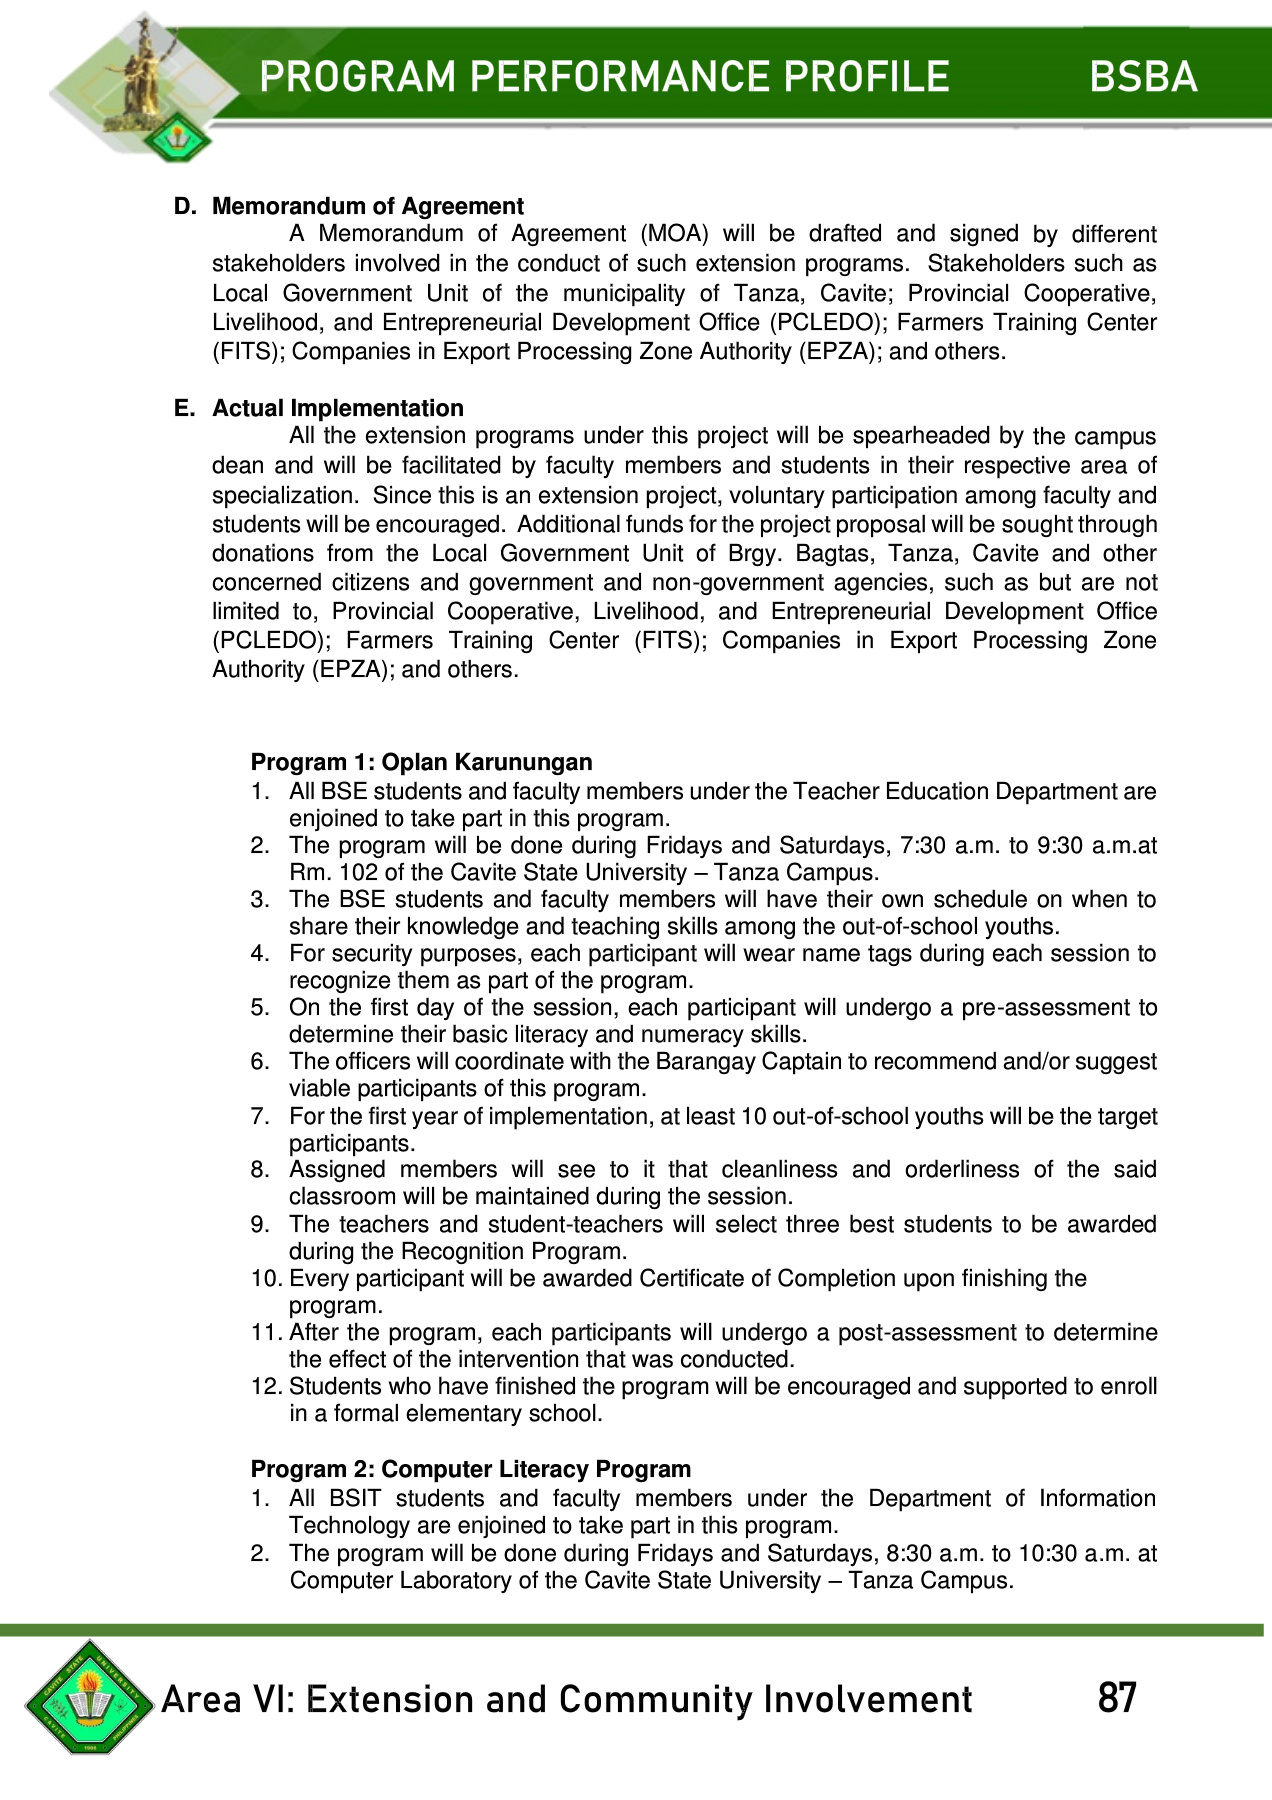 PROGRAM PERFORMANCE PROFILE BSBA
D. Memorandum of Agreement
A Memorandum of Agreement (MOA) will be drafted and signed by different
stakeholders involved in the conduct of such extension programs. Stakeholders such as
Local Government Unit of the municipality of Tanza, Cavite; Provincial Cooperative,
Livelihood, and Entrepreneurial Development Office (PCLEDO); Farmers Training Center
(FITS); Companies in Export Processing Zone Authority (EPZA); and others.
E. Actual Implementation
All the extension programs under this project will be spearheaded by the campus
dean and will be facilitated by faculty members and students in their respective area of
specialization. Since this is an extension project, voluntary participation among faculty and
students will be encouraged. Additional funds for the project proposal will be sought through
donations from the Local Government Unit of Brgy. Bagtas, Tanza, Cavite and other
concerned citizens and government and non-government agencies, such as but are not
limited to, Provincial Cooperative, Livelihood, and Entrepreneurial Development Office
(PCLEDO); Farmers Training Center (FITS); Companies in Export Processing Zone
Authority (EPZA); and others.
Program 1: Oplan Karunungan
1. All BSE students and faculty members under the Teacher Education Department are
enjoined to take part in this program.
2. The program will be done during Fridays and Saturdays, 7:30 a.m. to 9:30 a.m.at
Rm. 102 of the Cavite State University – Tanza Campus.
3. The BSE students and faculty members will have their own schedule on when to
share their knowledge and teaching skills among the out-of-school youths.
4. For security purposes, each participant will wear name tags during each session to
recognize them as part of the program.
5. On the first day of the session, each participant will undergo a pre-assessment to
determine their basic literacy and numeracy skills.
6. The officers will coordinate with the Barangay Captain to recommend and/or suggest
viable participants of this program.
7. For the first year of implementation, at least 10 out-of-school youths will be the target
participants.
8. Assigned members will see to it that cleanliness and orderliness of the said
classroom will be maintained during the session.
9. The teachers and student-teachers will select three best students to be awarded
during the Recognition Program.
10. Every participant will be awarded Certificate of Completion upon finishing the
program.
11. After the program, each participants will undergo a post-assessment to determine
the effect of the intervention that was conducted.
12. Students who have finished the program will be encouraged and supported to enroll
in a formal elementary school.
Program 2: Computer Literacy Program
1. All BSIT students and faculty members under the Department of Information
Technology are enjoined to take part in this program.
2. The program will be done during Fridays and Saturdays, 8:30 a.m. to 10:30 a.m. at
Computer Laboratory of the Cavite State University – Tanza Campus.
CAVITE STATE UNIVERSITY
CAVITE 1906 PHILIPPINES
Area VI: Extension and Community Involvement 87